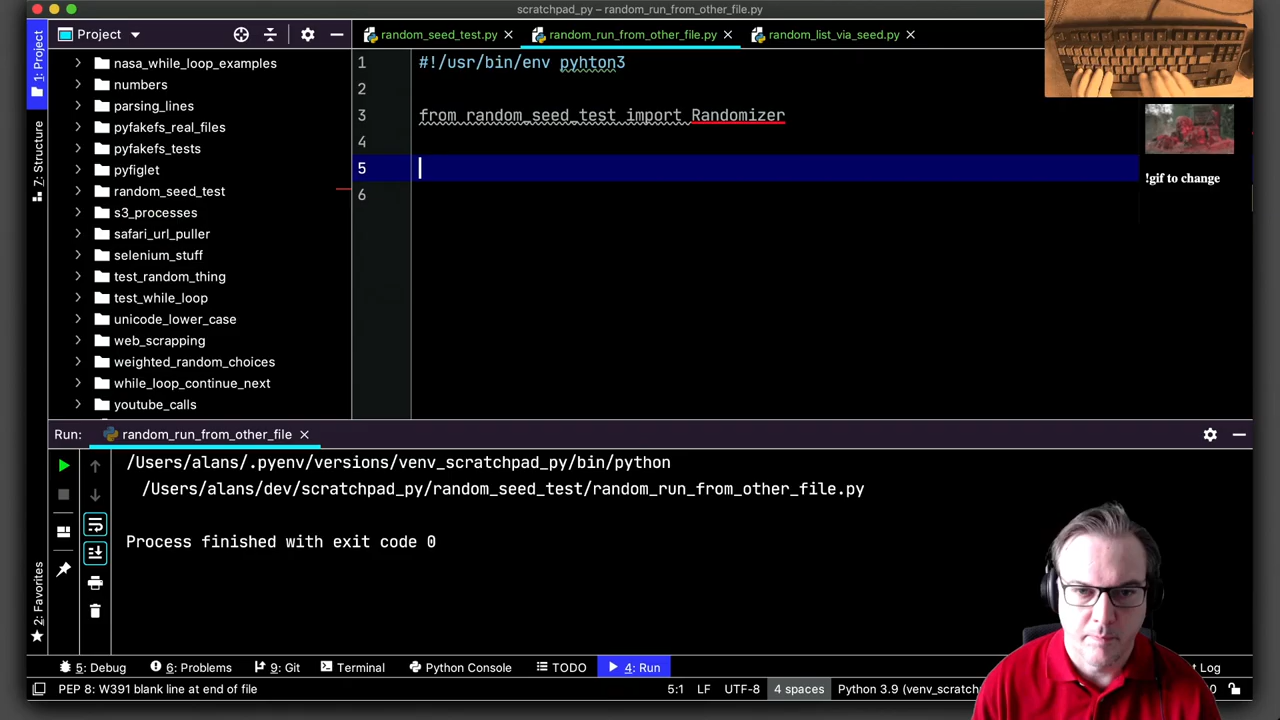 scratchpad_py – random_run_from_other_file.py
Project
random_seed_test.py
random_run_from_other_file.py
random_list_via_seed.py
1: Project
7: Structure
2: Favorites
nasa_while_loop_examples
numbers
parsing_lines
pyfakefs_real_files
pyfakefs_tests
pyfiglet
random_seed_test
s3_processes
safari_url_puller
selenium_stuff
test_random_thing
test_while_loop
unicode_lower_case
web_scrapping
weighted_random_choices
while_loop_continue_next
youtube_calls
1 #!/usr/bin/env pyhton3
2
3 from random_seed_test import Randomizer
4
5
6
!gif to change
Run: random_run_from_other_file
/Users/alans/.pyenv/versions/venv_scratchpad_py/bin/python
/Users/alans/dev/scratchpad_py/random_seed_test/random_run_from_other_file.py
Process finished with exit code 0
5: Debug 6: Problems 9: Git Terminal Python Console TODO 4: Run Log
PEP 8: W391 blank line at end of file 5:1 LF UTF-8 4 spaces Python 3.9 (venv_scratch